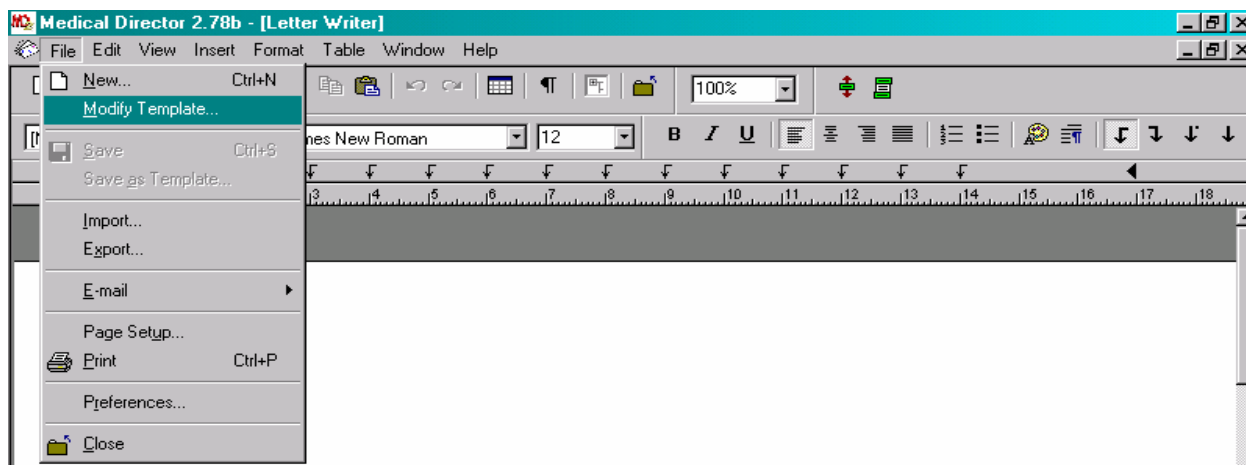 Medical Director 2.78b - [Letter Writer]
File Edit View Insert Format Table Window Help
New... Ctrl+N
100%
Modify Template...
mes New Roman 12 B I U
Save Ctrl+S
Save as Template...
3 4 5 6 7 8 9 10 11 12 13 14 15 16 17 18
Import...
Export...
E-mail
Page Setup...
Print Ctrl+P
Preferences...
Close